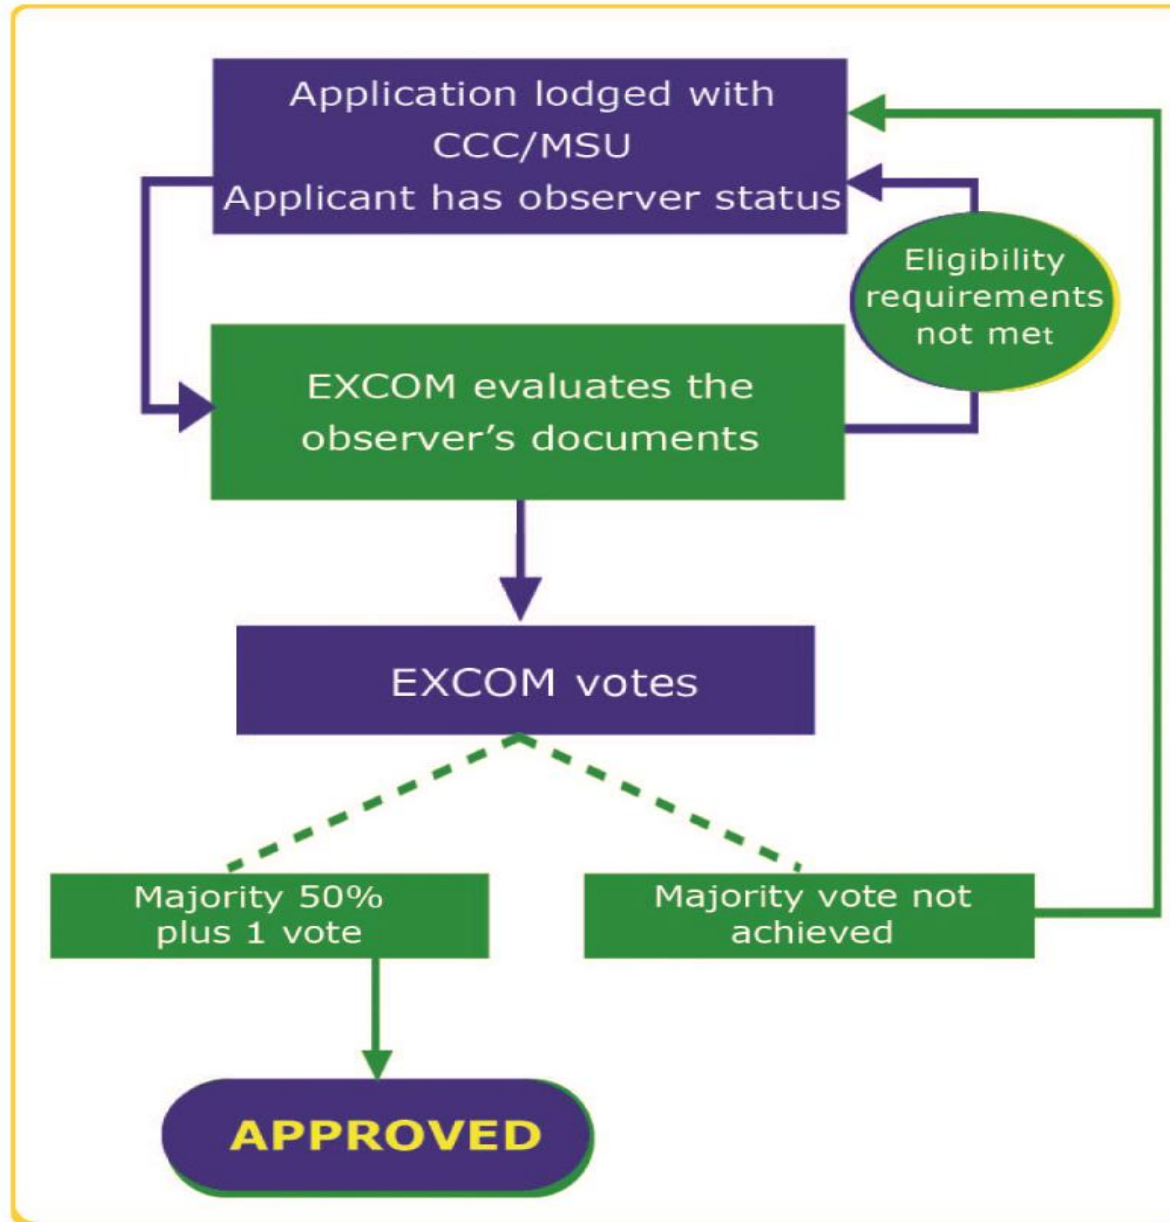 Application lodged with
CCC/MSU
Applicant has observer status
Eligibility
requirements
not met
EXCOM evaluates the
observer’s documents
EXCOM votes
Majority 50%
plus 1 vote
Majority vote not
achieved
APPROVED